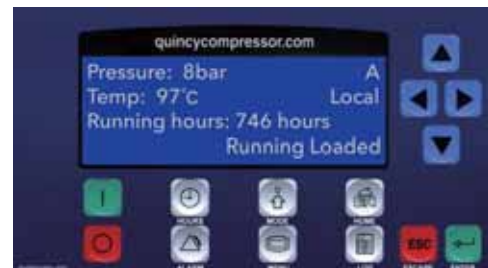 quincycompressor.com
Pressure: 8bar A
Temp: 97°C Local
Running hours: 746 hours
Running Loaded
I
HOURS MODE HOME
ESC
ALARM MENU
ENTER